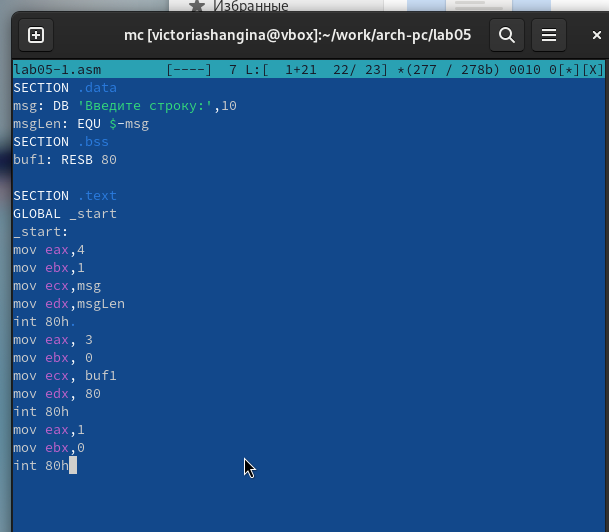 Избранные
mc [victoriashangina@vbox]:~/work/arch-pc/lab05
lab05-1.asm [----] 7 L:[ 1+21 22/ 23] *(277 / 278b) 0010 0[*][X]
SECTION .data
msg: DB 'Введите строку:',10
msgLen: EQU $-msg
SECTION .bss
buf1: RESB 80
SECTION .text
GLOBAL _start
_start:
mov eax,4
mov ebx,1
mov ecx,msg
mov edx,msgLen
int 80h.
mov eax, 3
mov ebx, 0
mov ecx, buf1
mov edx, 80
int 80h
mov eax,1
mov ebx,0
int 80h